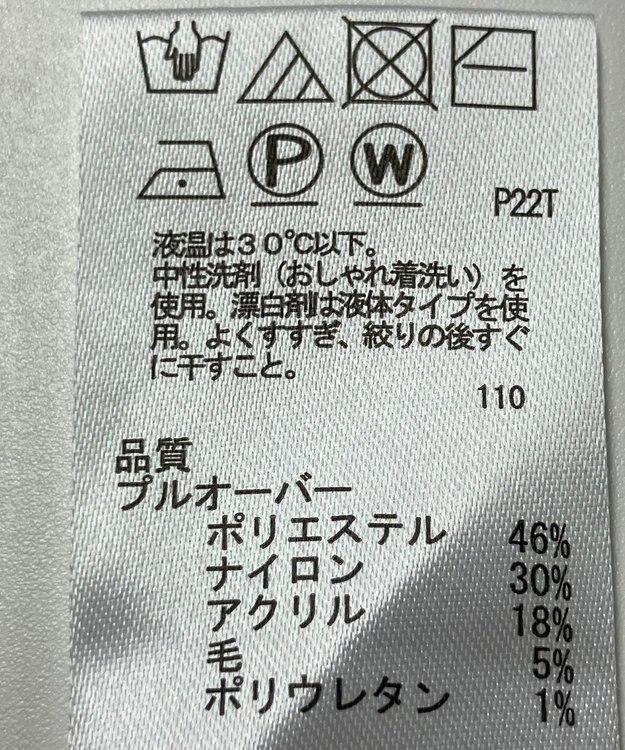 P W
P22T
液温は30℃以下。
中性洗剤（おしゃれ着洗い）を
使用。漂白剤は液体タイプを使
用。よくすすぎ、絞りの後すぐ
に干すこと。
110
品質
プルオーバー
ポリエステル 46%
ナイロン 30%
アクリル 18%
毛 5%
ポリウレタン 1%